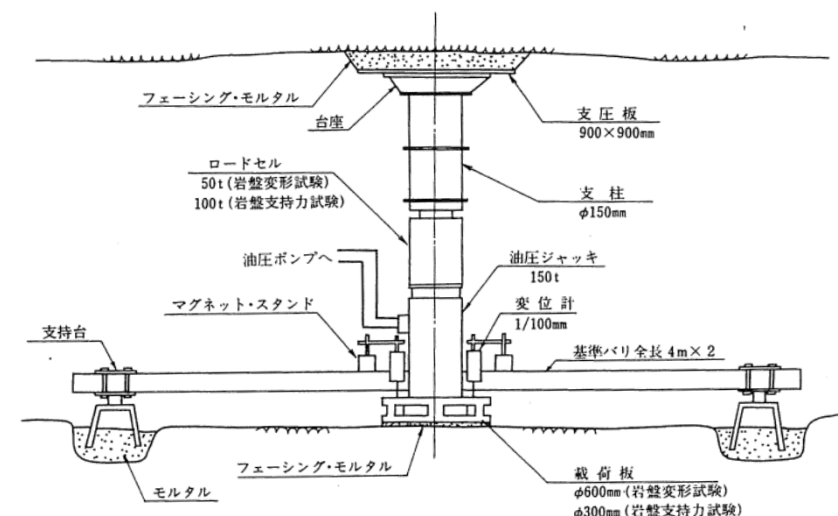 フェーシング・モルタル
台座
支圧板
900×900mm
ロードセル
50t(岩盤変形試験)
100t(岩盤支持力試験)
支柱
φ150mm
油圧ポンプへ
油圧ジャッキ
150t
マグネット・スタンド
変位計
1/100mm
支持台
基準バリ全長4m×2
フェーシング・モルタル
モルタル
載荷板
φ600mm(岩盤変形試験)
φ300mm(岩盤支持力試験)